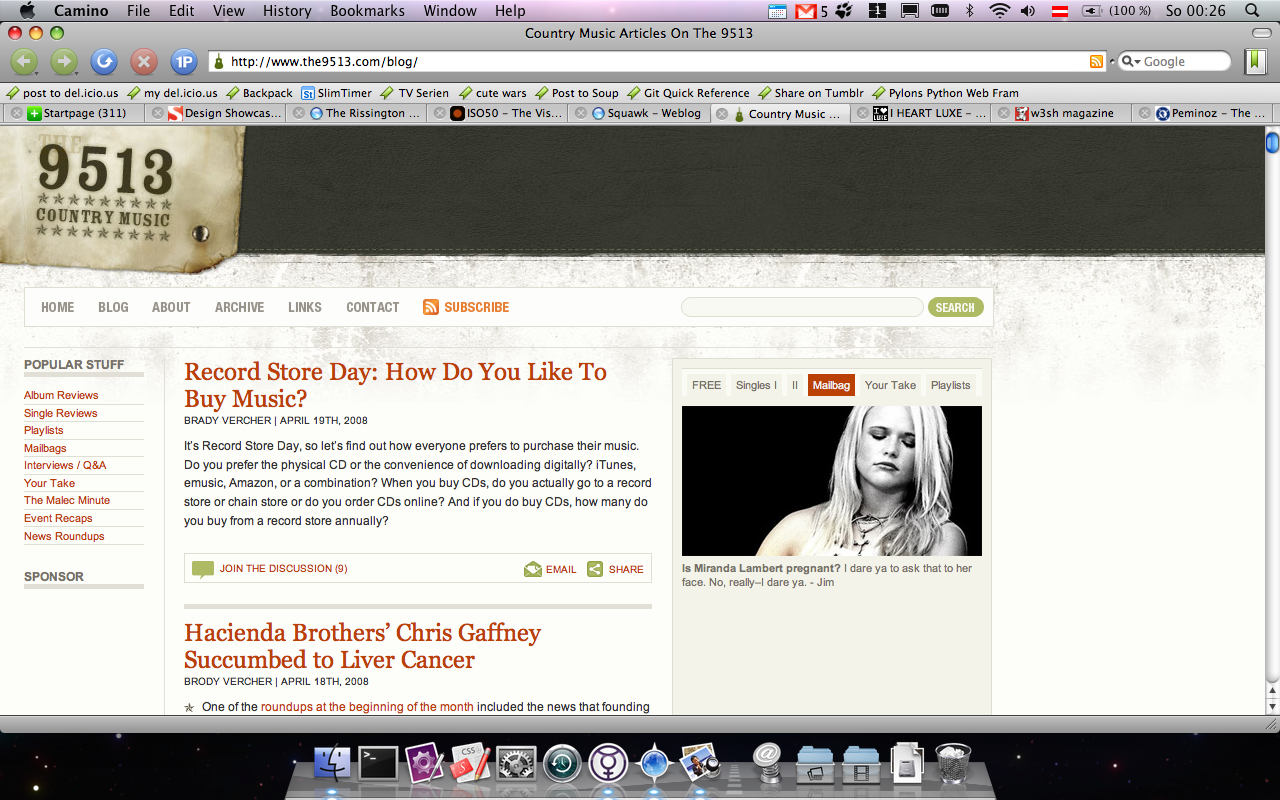 Camino File Edit View History Bookmarks Window Help 5 1 (100 %) So 00:26
Country Music Articles On The 9513
1P http://www.the9513.com/blog/ Google
post to del.icio.us my del.icio.us Backpack St SlimTimer TV Serien cute wars Post to Soup Git Quick Reference Share on Tumblr Pylons Python Web Fram
Startpage (311) Design Showcas... The Rissington ... ISO50 – The Vis... Squawk – Weblog Country Music ... I HEART LUXE – ... w3sh magazine Peminoz – The ...
THE
9513
COUNTRY MUSIC
HOME BLOG ABOUT ARCHIVE LINKS CONTACT SUBSCRIBE SEARCH
POPULAR STUFF
Album Reviews
Single Reviews
Playlists
Mailbags
Interviews / Q&A
Your Take
The Malec Minute
Event Recaps
News Roundups
SPONSOR
Record Store Day: How Do You Like To
Buy Music?
BRADY VERCHER | APRIL 19TH, 2008
It's Record Store Day, so let's find out how everyone prefers to purchase their music.
Do you prefer the physical CD or the convenience of downloading digitally? iTunes,
emusic, Amazon, or a combination? When you buy CDs, do you actually go to a record
store or chain store or do you order CDs online? And if you do buy CDs, how many do
you buy from a record store annually?
JOIN THE DISCUSSION (9) EMAIL SHARE
Hacienda Brothers' Chris Gaffney
Succumbed to Liver Cancer
BRODY VERCHER | APRIL 18TH, 2008
One of the roundups at the beginning of the month included the news that founding
FREE Singles I II Mailbag Your Take Playlists
Is Miranda Lambert pregnant? I dare ya to ask that to her
face. No, really–I dare ya. - Jim